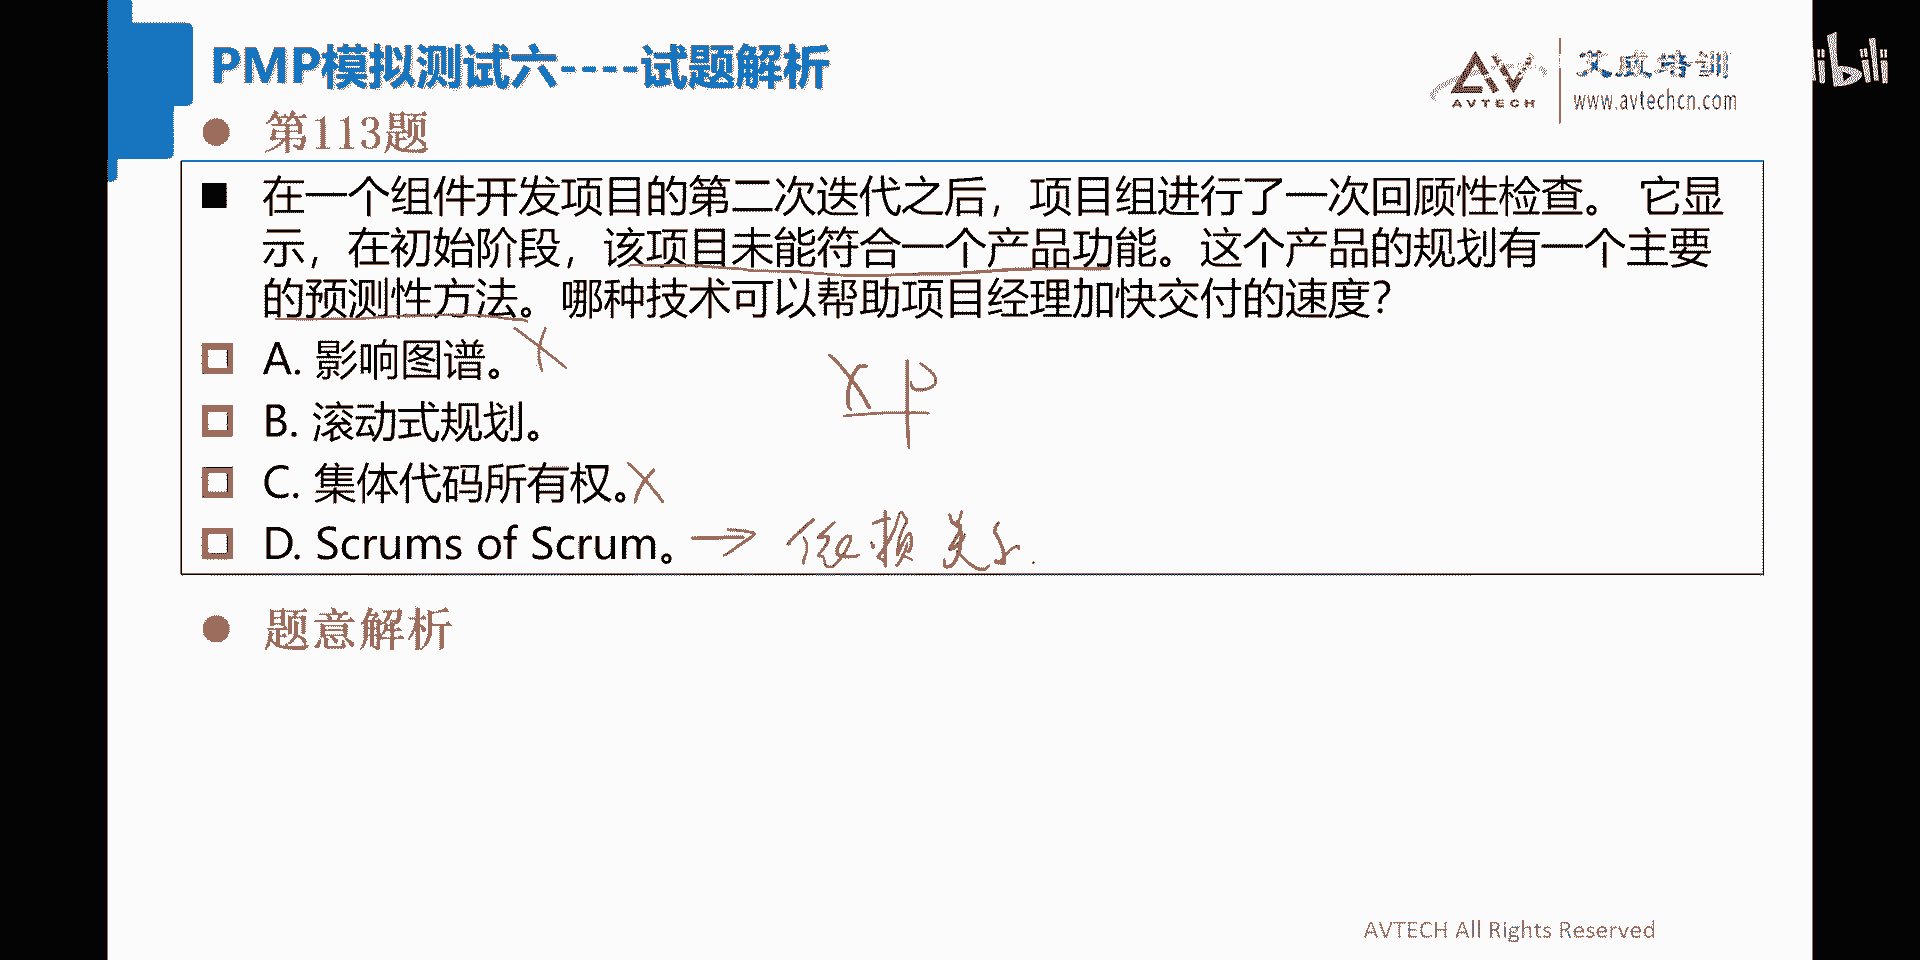 PMP模拟测试六----试题解析
AVTECH
艾威培训
www.avtechcn.com
第113题
在一个组件开发项目的第二次迭代之后，项目组进行了一次回顾性检查。 它显
示，在初始阶段，该项目未能符合一个产品功能。这个产品的规划有一个主要
的预测性方法。哪种技术可以帮助项目经理加快交付的速度?
A. 影响图谱。
B. 滚动式规划。
XP
C. 集体代码所有权。
D. Scrums of Scrum。 → 依赖关系.
题意解析
AVTECH All Rights Reserved